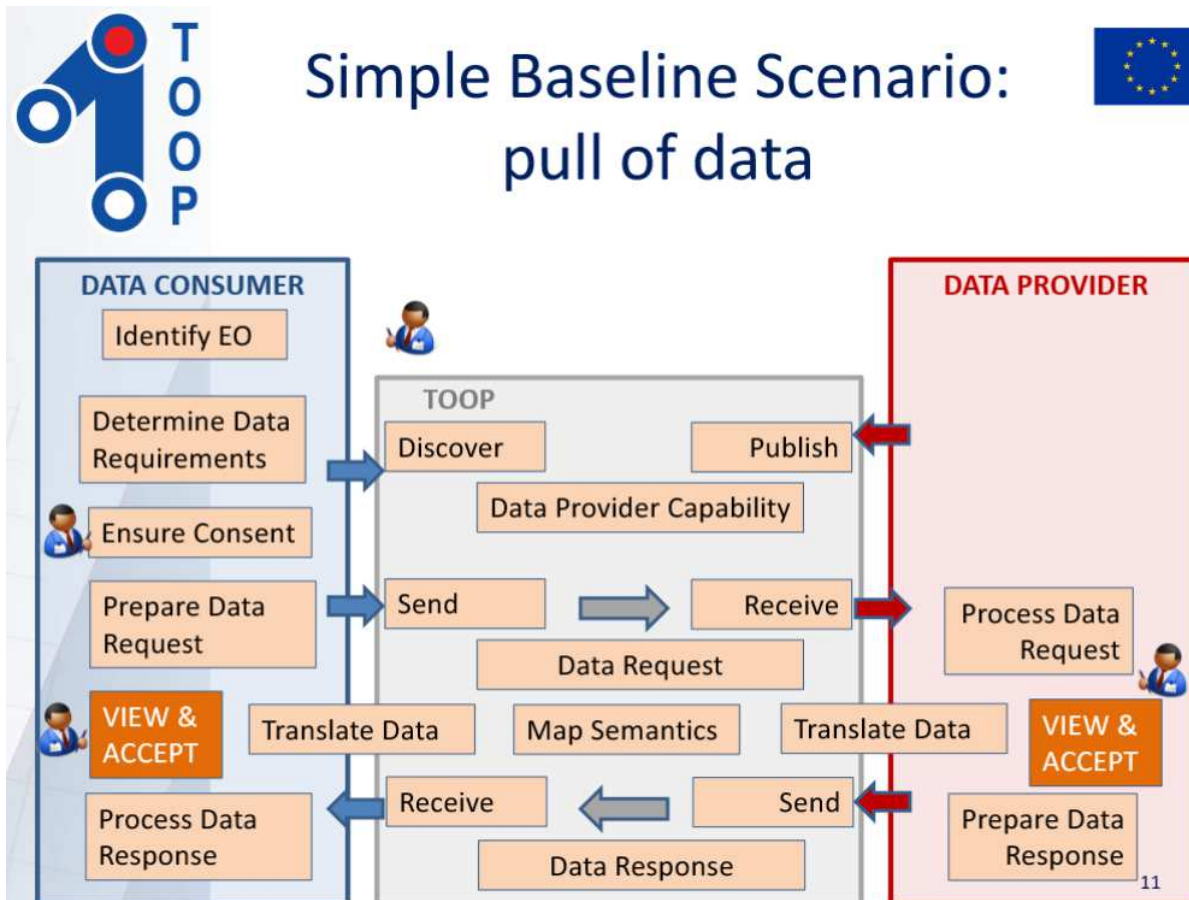 T
O
O
P
Simple Baseline Scenario:
pull of data
DATA CONSUMER
Identify EO
Determine Data
Requirements
Ensure Consent
Prepare Data
Request
VIEW &
ACCEPT
Process Data
Response
TOOP
Discover
Publish
Data Provider Capability
Send
Receive
Data Request
Translate Data
Map Semantics
Translate Data
Receive
Send
Data Response
DATA PROVIDER
Process Data
Request
VIEW &
ACCEPT
Prepare Data
Response
11